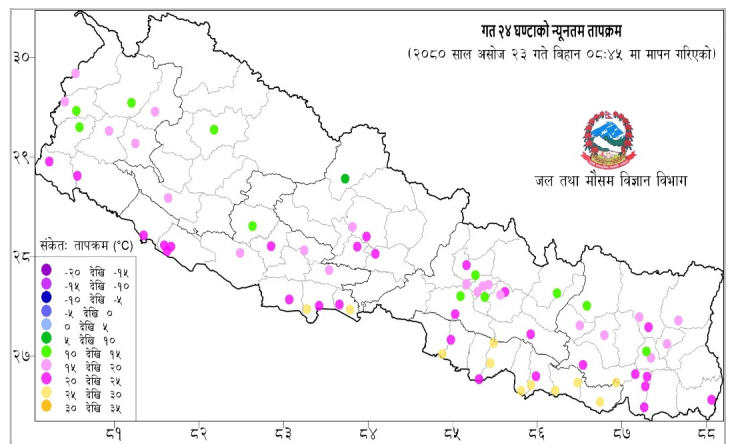 गत २४ घण्टाको न्यूनतम तापक्रम
(२०८० साल असोज २३ गते बिहान ०८:४५ मा मापन गरिएको)
जल तथा मौसम विज्ञान विभाग
३०
२९
२८
२७
संकेतः तापक्रम (°C)
-२० देखि -१५
-१५ देखि -१०
-१० देखि -५
-५ देखि ०
० देखि ५
५ देखि १०
१० देखि १५
१५ देखि २०
२० देखि २५
२५ देखि ३०
३० देखि ३५
८१
८२
८३
८४
८५
८६
८७
८८